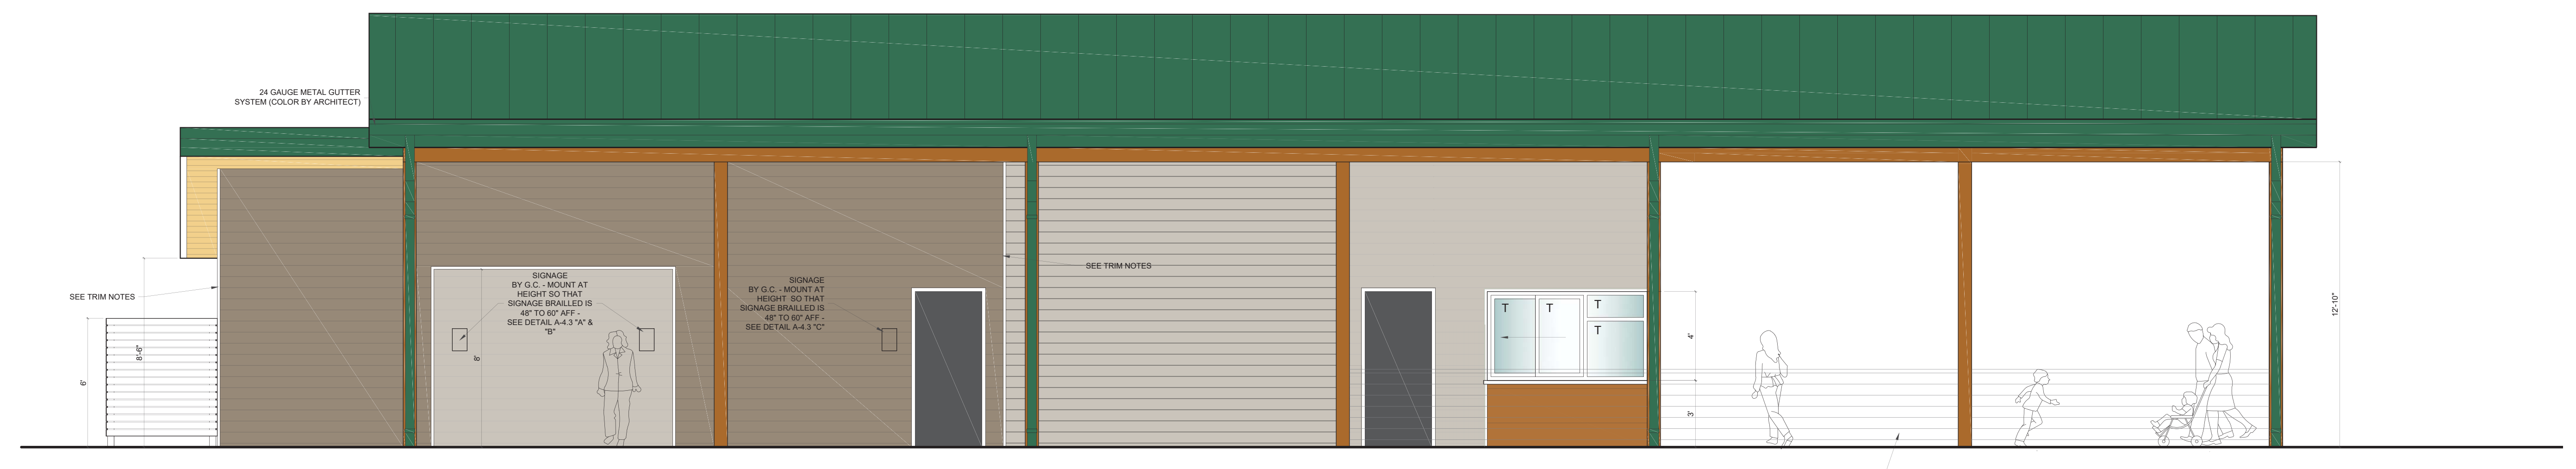 24 GAUGE METAL GUTTER
SYSTEM (COLOR BY ARCHITECT)
SEE TRIM NOTES
6'
8'-6"
SIGNAGE
BY G.C. - MOUNT AT
HEIGHT SO THAT
SIGNAGE BRAILLED IS
48" TO 60" AFF -
SEE DETAIL A-4.3 "A" &
"B"
8'
SIGNAGE
BY G.C. - MOUNT AT
HEIGHT SO THAT
SIGNAGE BRAILLED IS
48" TO 60" AFF -
SEE DETAIL A-4.3 "C"
SEE TRIM NOTES
T
T
T
T
4'
3'
12'-10"